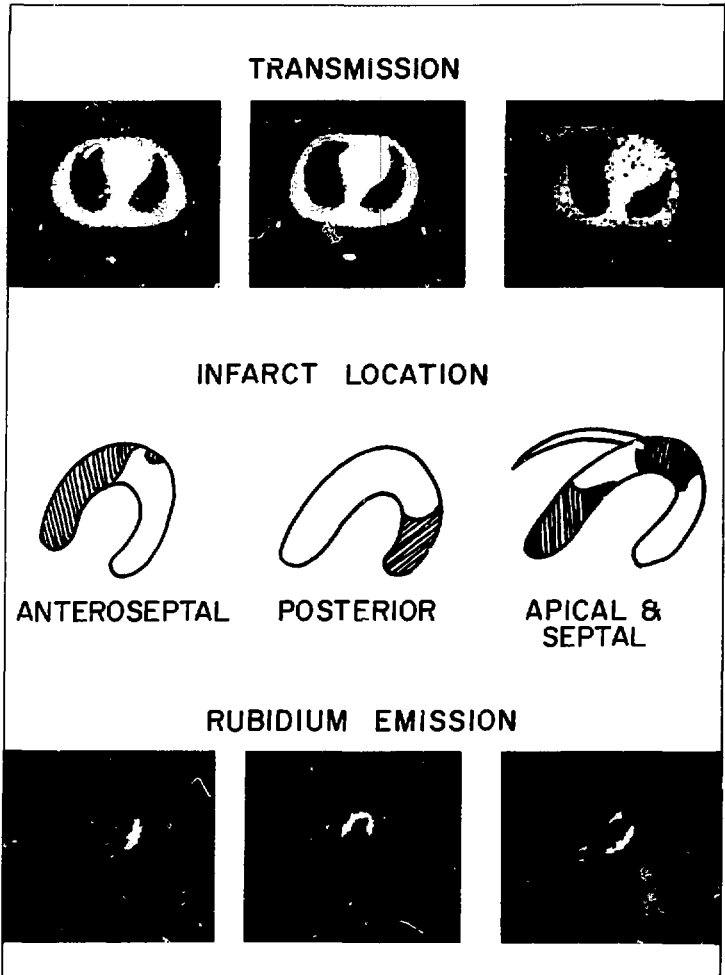 TRANSMISSION
INFARCT LOCATION
ANTEROSEPTAL
POSTERIOR
APICAL &
SEPTAL
RUBIDIUM EMISSION